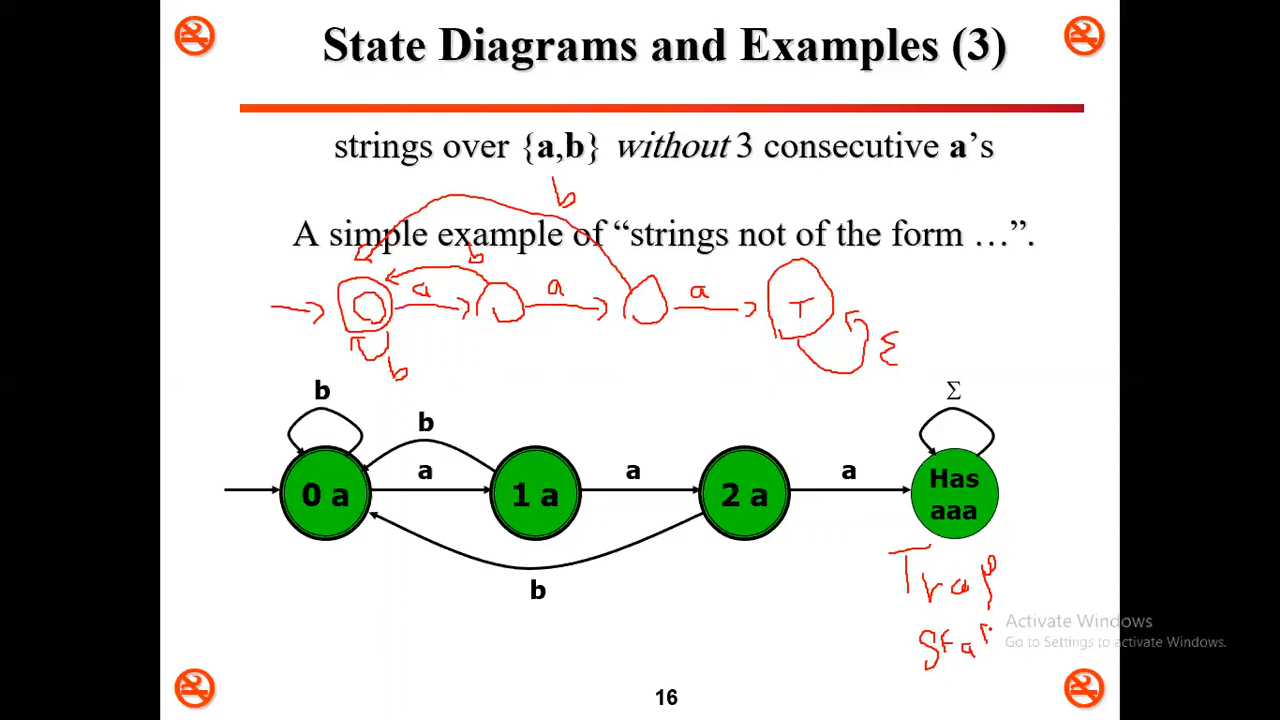 State Diagrams and Examples (3)
strings over {a,b} without 3 consecutive a's
b
A simple example of “strings not of the form …”.
b
a a a
T
Σ
b
b b Σ
a a a
0 a 1 a 2 a Has aaa
b
Trap
Activate Windows
Go to Settings to activate Windows.
16